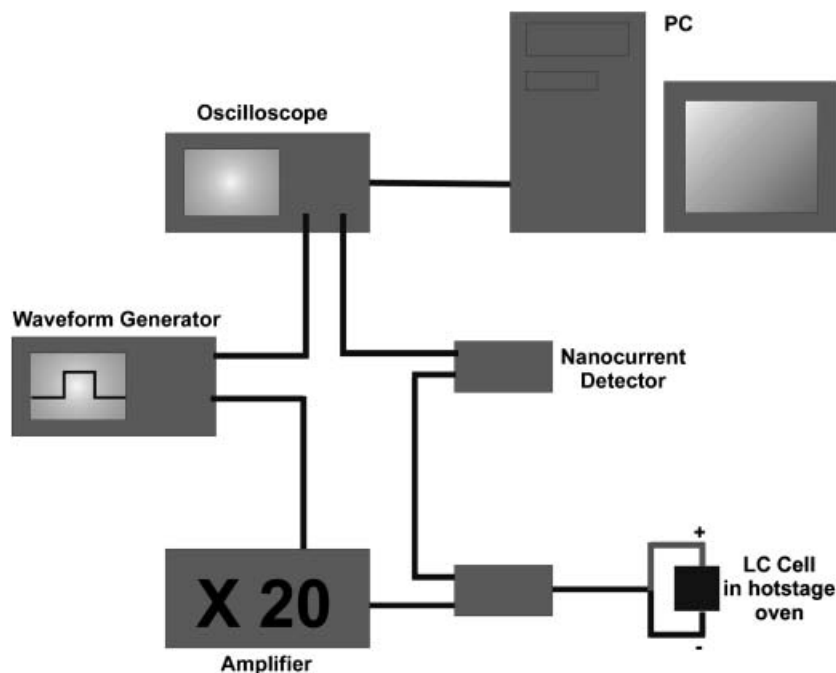 PC
Oscilloscope
Waveform Generator
Nanocurrent
Detector
+
LC Cell
in hotstage
oven
-
X 20
Amplifier